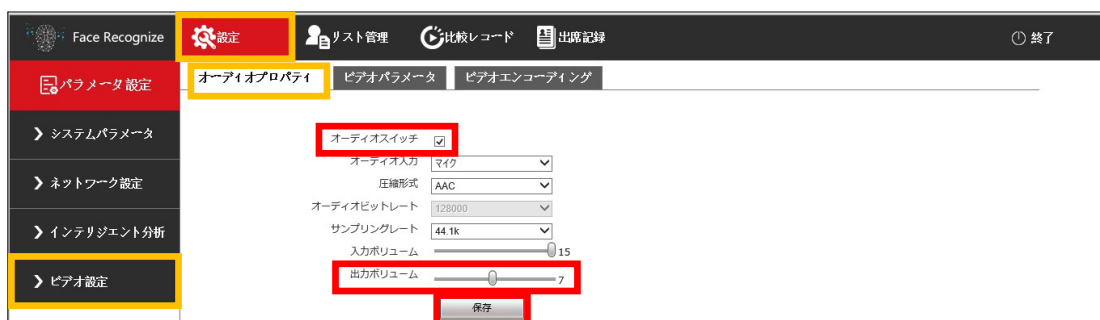 Face Recognize 設定 リスト管理 比較レコード 出席記録 終了
パラメータ設定 オーディオプロパティ ビデオパラメータ ビデオエンコーディング
システムパラメータ
ネットワーク設定
インテリジェント分析
ビデオ設定
オーディオスイッチ
オーディオ入力 マイク
圧縮形式 AAC
オーディオビットレート 128000
サンプリングレート 44.1k
入力ボリューム 15
出力ボリューム 7
保存